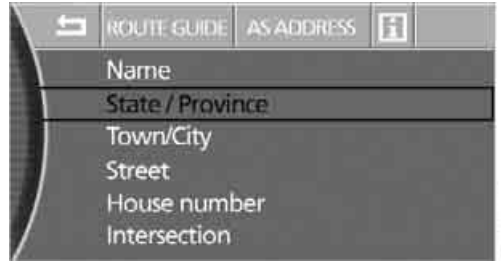 ROUTE GUIDE AS ADDRESS i
Name
State / Province
Town/City
Street
House number
Intersection